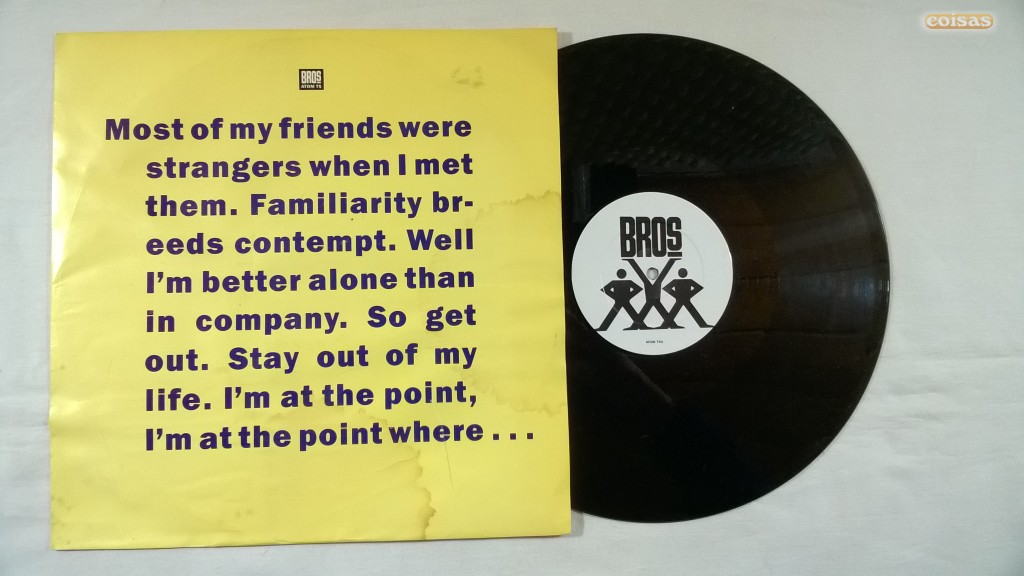 coisas
BROS
ATOM T5
Most of my friends were
strangers when I met
them. Familiarity br-
eeds contempt. Well
I'm better alone than
in company. So get
out. Stay out of my
life. I'm at the point,
I'm at the point where . . .
BROS